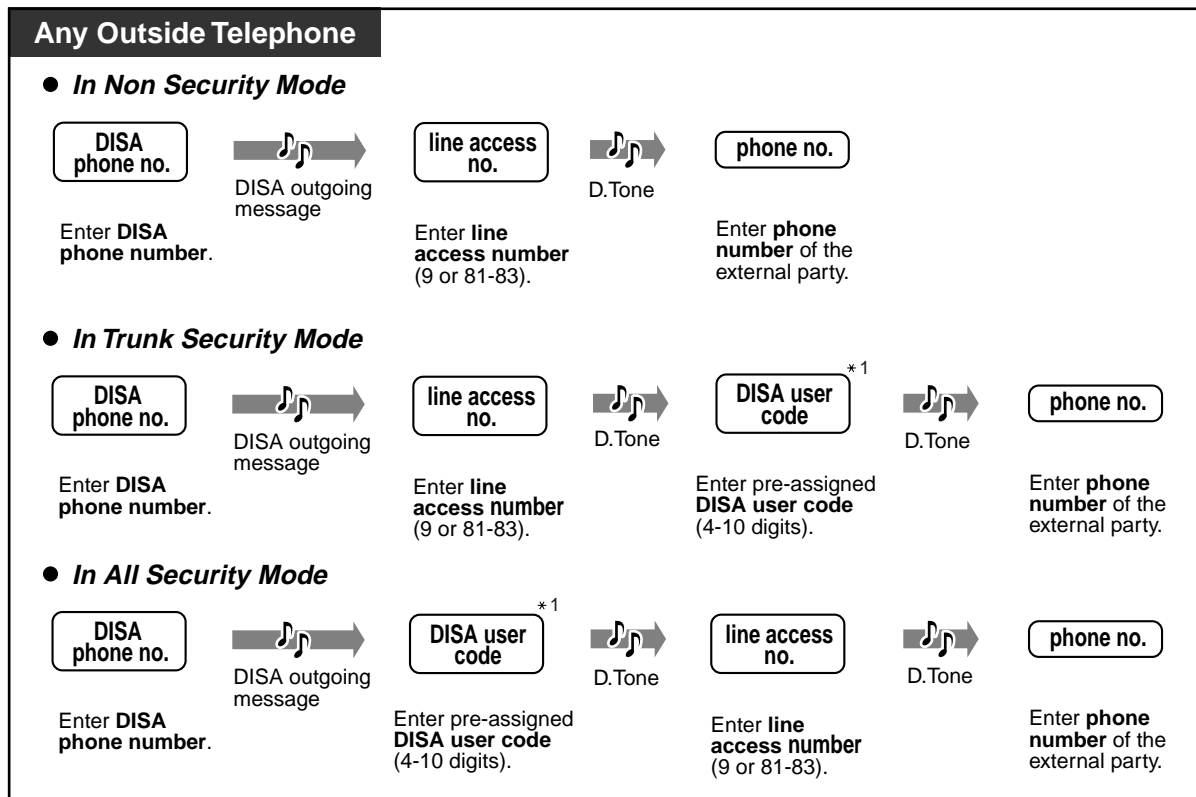 Any Outside Telephone
● In Non Security Mode
DISA
phone no.
DISA outgoing
message
line access
no.
D.Tone
phone no.
Enter DISA
phone number.
Enter line
access number
(9 or 81-83).
Enter phone
number of the
external party.
● In Trunk Security Mode
DISA
phone no.
DISA outgoing
message
line access
no.
D.Tone
DISA user
code
*1
D.Tone
phone no.
Enter DISA
phone number.
Enter line
access number
(9 or 81-83).
Enter pre-assigned
DISA user code
(4-10 digits).
Enter phone
number of the
external party.
● In All Security Mode
DISA
phone no.
DISA outgoing
message
DISA user
code
*1
D.Tone
line access
no.
D.Tone
phone no.
Enter DISA
phone number.
Enter pre-assigned
DISA user code
(4-10 digits).
Enter line
access number
(9 or 81-83).
Enter phone
number of the
external party.